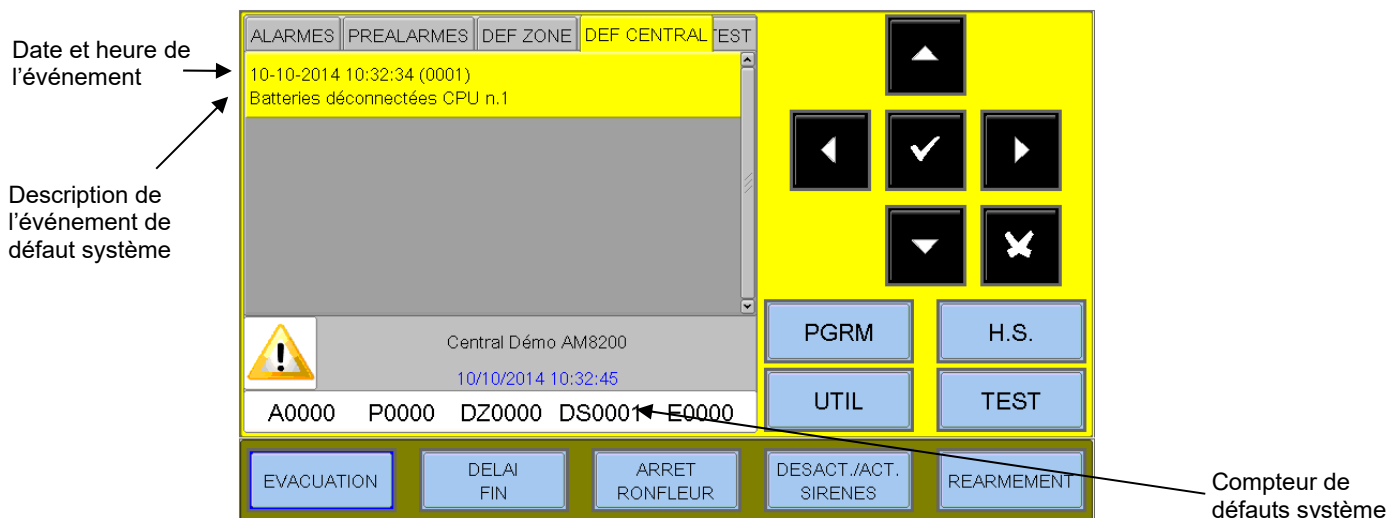 Date et heure de
l'événement
Description de
l'événement de
défaut système
ALARMES PREALARMES DEF ZONE DEF CENTRAL TEST
10-10-2014 10:32:34 (0001)
Batteries déconnectées CPU n.1
Central Démo AM8200
10/10/2014 10:32:45
A0000 P0000 DZ0000 DS0001 E0000
PGRM H.S.
UTIL TEST
EVACUATION
DELAI
FIN
ARRET
RONFLEUR
DESACT./ACT.
SIRENES
REARMEMENT
Compteur de
défauts système